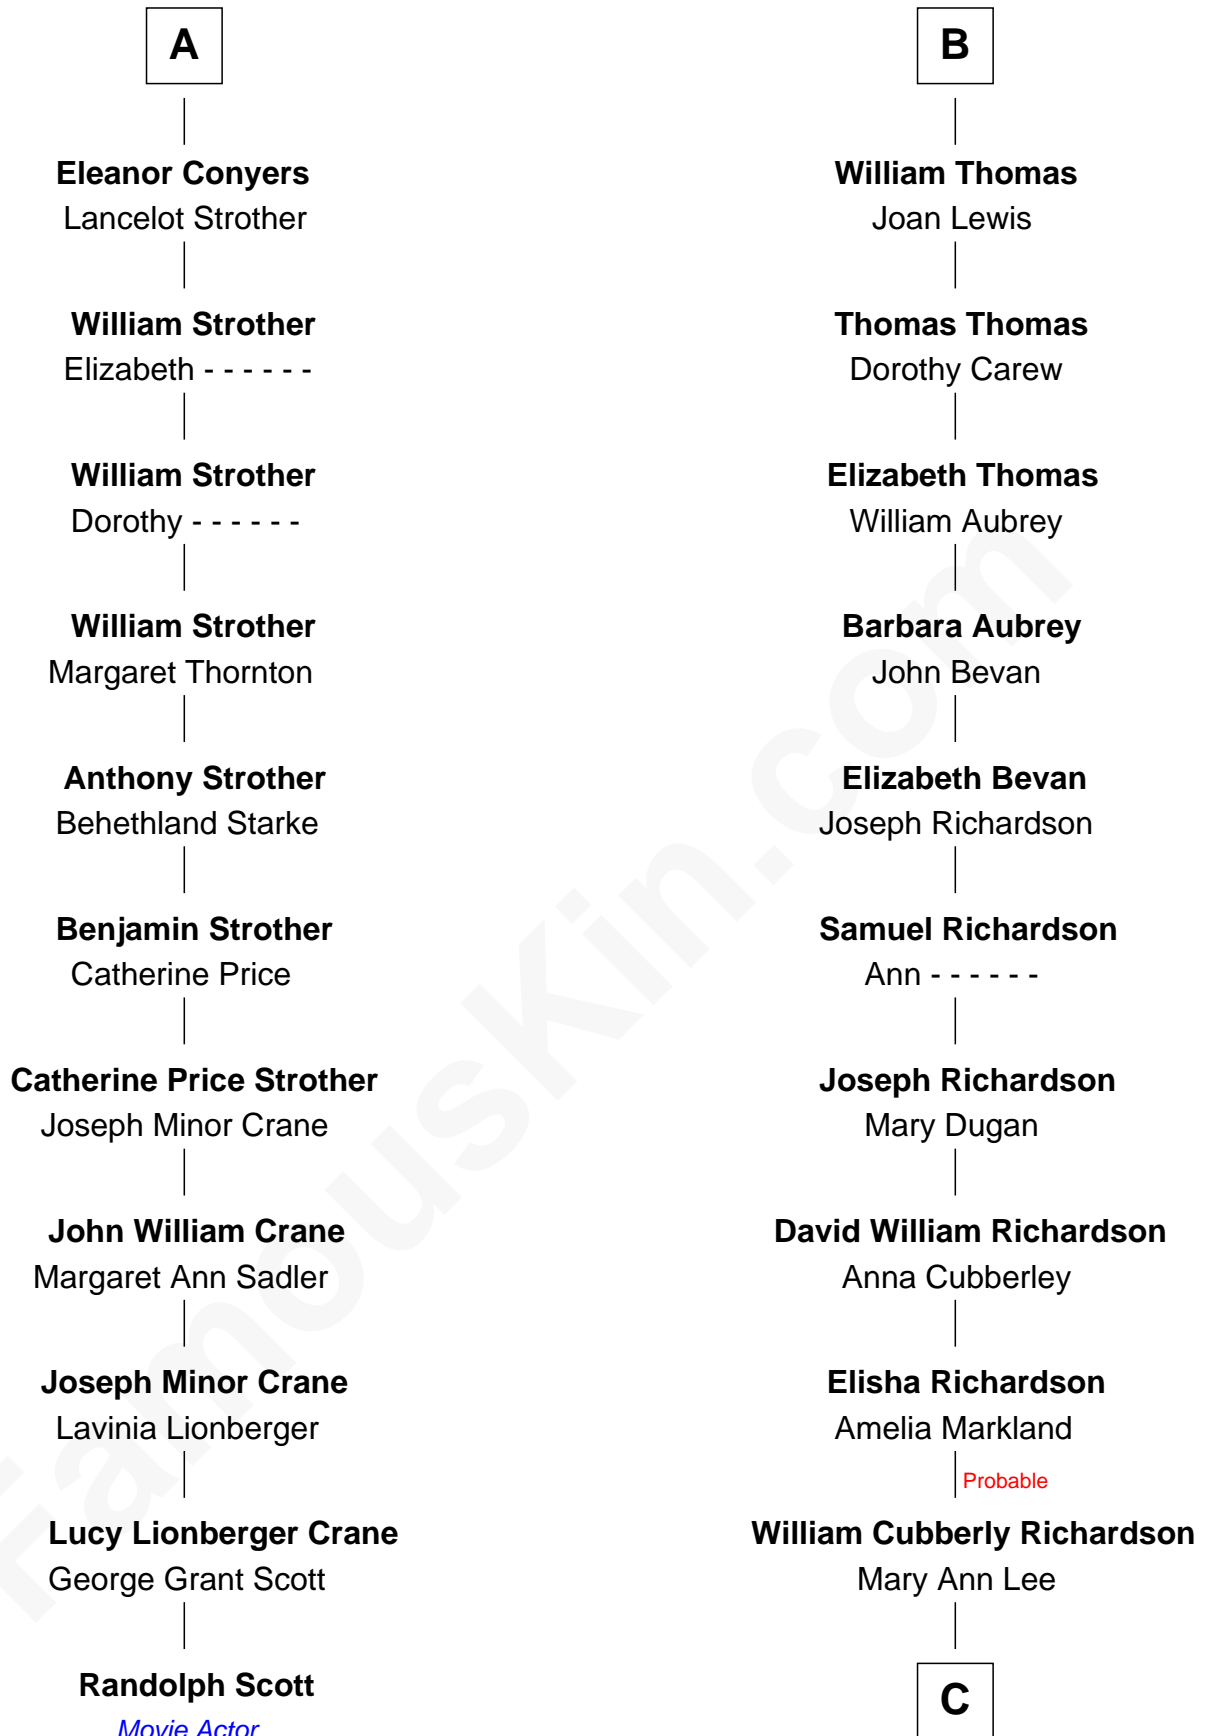 A
Eleanor Conyers
Lancelot Strother
William Strother
Elizabeth - - - - - -
William Strother
Dorothy - - - - - -
William Strother
Margaret Thornton
Anthony Strother
Behethland Starke
Benjamin Strother
Catherine Price
Catherine Price Strother
Joseph Minor Crane
John William Crane
Margaret Ann Sadler
Joseph Minor Crane
Lavinia Lionberger
Lucy Lionberger Crane
George Grant Scott
Randolph Scott
Movie Actor
B
William Thomas
Joan Lewis
Thomas Thomas
Dorothy Carew
Elizabeth Thomas
William Aubrey
Barbara Aubrey
John Bevan
Elizabeth Bevan
Joseph Richardson
Samuel Richardson
Ann - - - - - -
Joseph Richardson
Mary Dugan
David William Richardson
Anna Cubberley
Elisha Richardson
Amelia Markland
Probable
William Cubberly Richardson
Mary Ann Lee
C
FamousKin.com